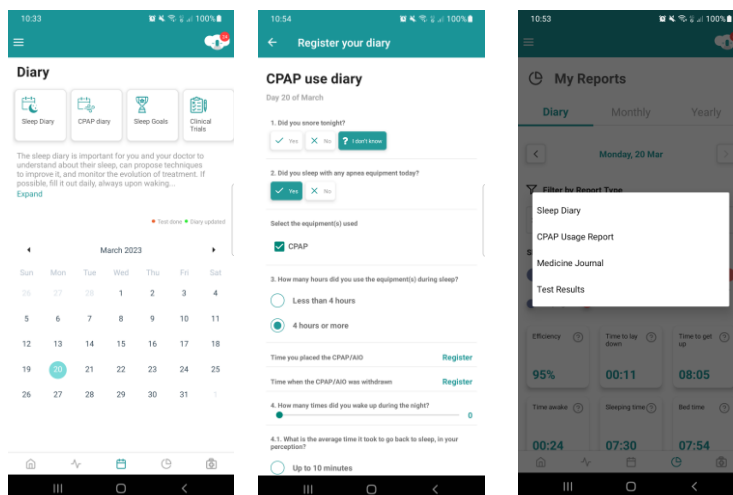 10:33
100%
Diary
Sleep Diary
CPAP diary
Sleep Goals
Clinical
Trials
The sleep diary is important for you and your doctor to
understand about their sleep, can propose techniques
to improve it, and monitor the evolution of treatment. If
possible, fill it out daily, always upon waking...
Expand
Test done
Diary updated
March 2023
Sun Mon Tue Wed Thu Fri Sat
26 27 28 1 2 3 4
5 6 7 8 9 10 11
12 13 14 15 16 17 18
19 20 21 22 23 24 25
26 27 28 29 30 31
10:54
100%
Register your diary
CPAP use diary
Day 20 of March
1. Did you snore tonight?
Yes
No
? I don't know
2. Did you sleep with any apnea equipment today?
Yes
No
Select the equipment(s) used
CPAP
3. How many hours did you use the equipment(s) during sleep?
Less than 4 hours
4 hours or more
Time you placed the CPAP/AIO Register
Time when the CPAP/AIO was withdrawn Register
4. How many times did you wake up during the night?
0
4.1. What is the average time it took to go back to sleep, in your
perception?
Up to 10 minutes
10:53
100%
My Reports
Diary Monthly Yearly
Monday, 20 Mar
Filter by Report Type
Sleep Diary
CPAP Usage Report
Medicine Journal
Test Results
Efficiency
95%
Time to lay
down
00:11
Time to get
up
08:05
Time awake
00:24
Sleeping time
07:30
Bed time
07:54